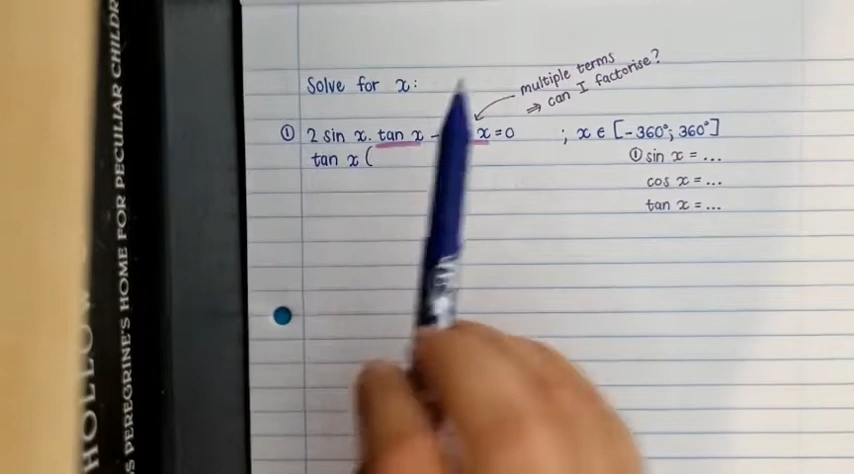 HOLLOW
S PEREGRINE'S HOME FOR PECULIAR CHILDR
multiple terms
⇒ can I factorise?
Solve for x:
① 2 sin x. tan x - x = 0 ; x ∈ [-360°; 360°]
tan x (
① sin x = ...
cos x = ...
tan x = ...